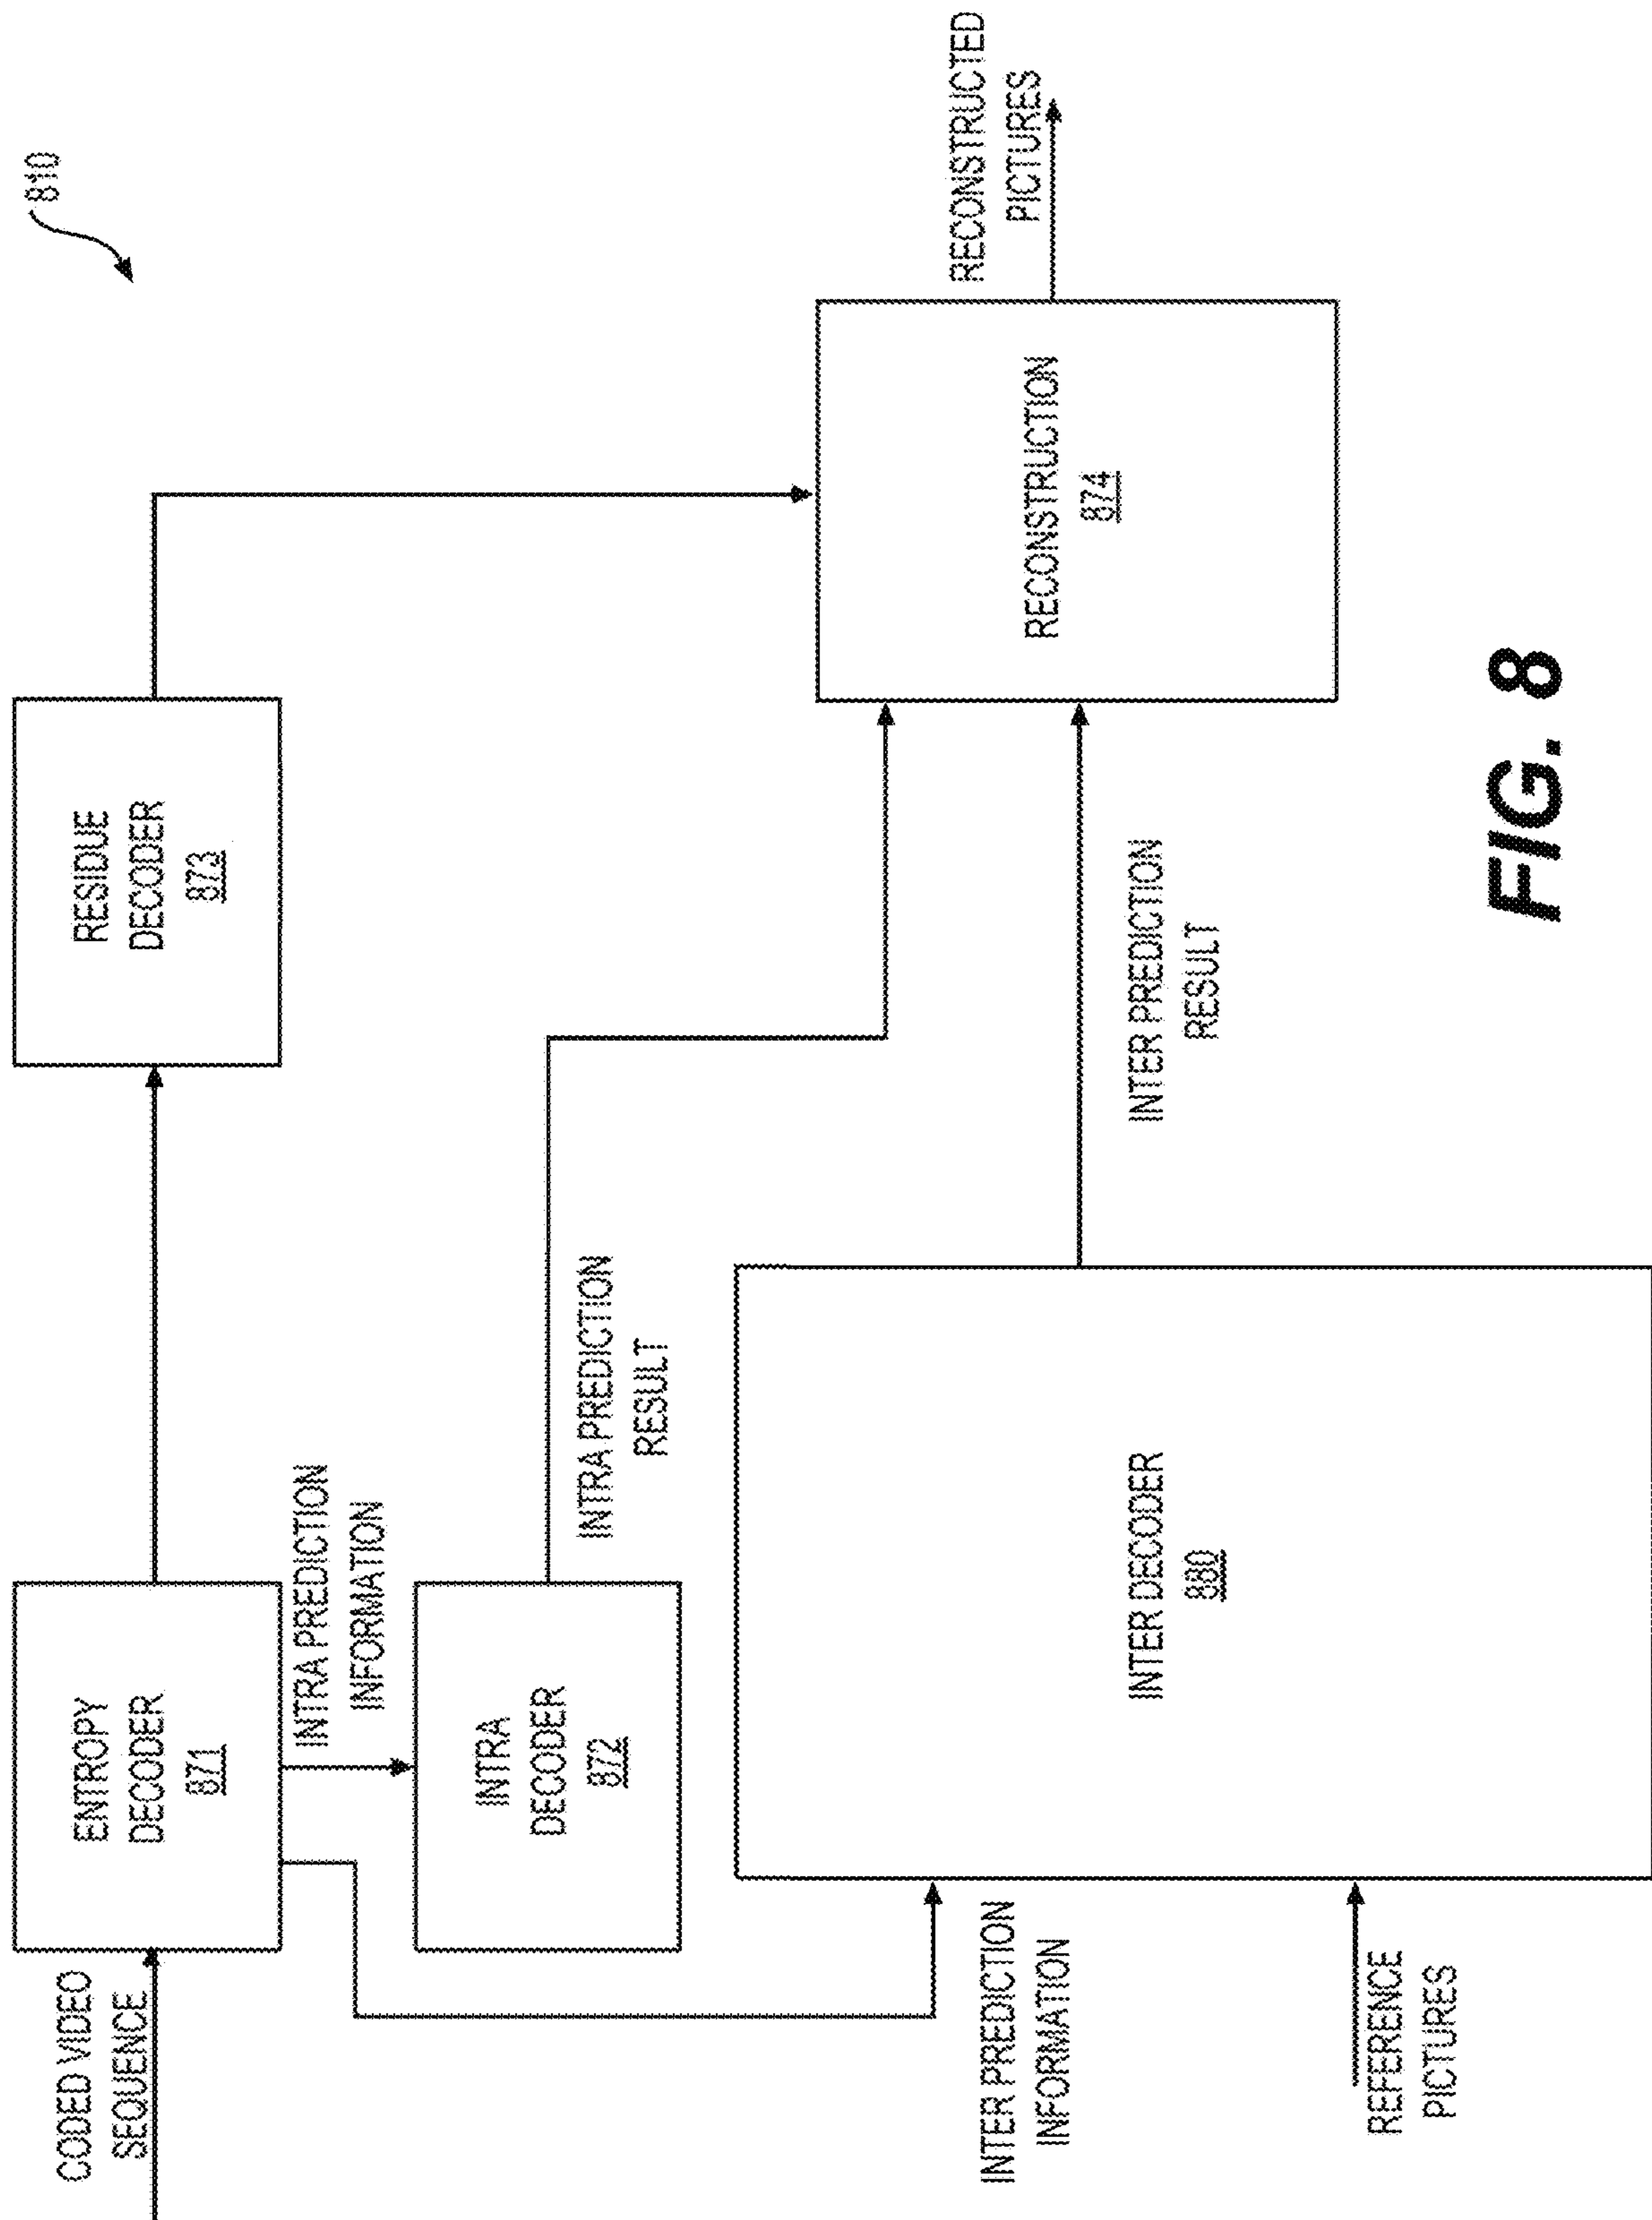 810
CODED VIDEO
SEQUENCE
ENTROPY
DECODER
871
RESIDUE
DECODER
873
INTRA PREDICTION
INFORMATION
INTRA
DECODER
872
INTRA PREDICTION
RESULT
RECONSTRUCTED
PICTURES
RECONSTRUCTION
874
INTER PREDICTION
INFORMATION
INTER DECODER
880
INTER PREDICTION
RESULT
REFERENCE
PICTURES
FIG. 8